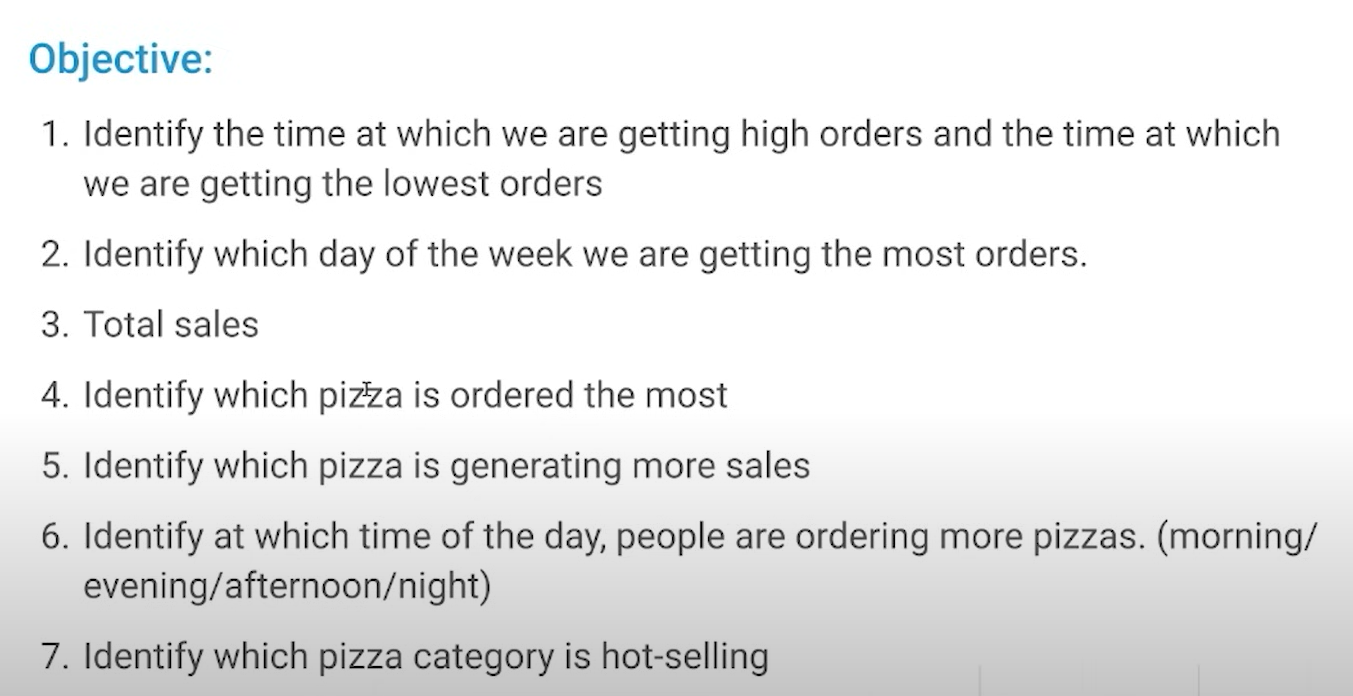 Objective:
1. Identify the time at which we are getting high orders and the time at which
we are getting the lowest orders
2. Identify which day of the week we are getting the most orders.
3. Total sales
4. Identify which pizza is ordered the most
5. Identify which pizza is generating more sales
6. Identify at which time of the day, people are ordering more pizzas. (morning/
evening/afternoon/night)
7. Identify which pizza category is hot-selling